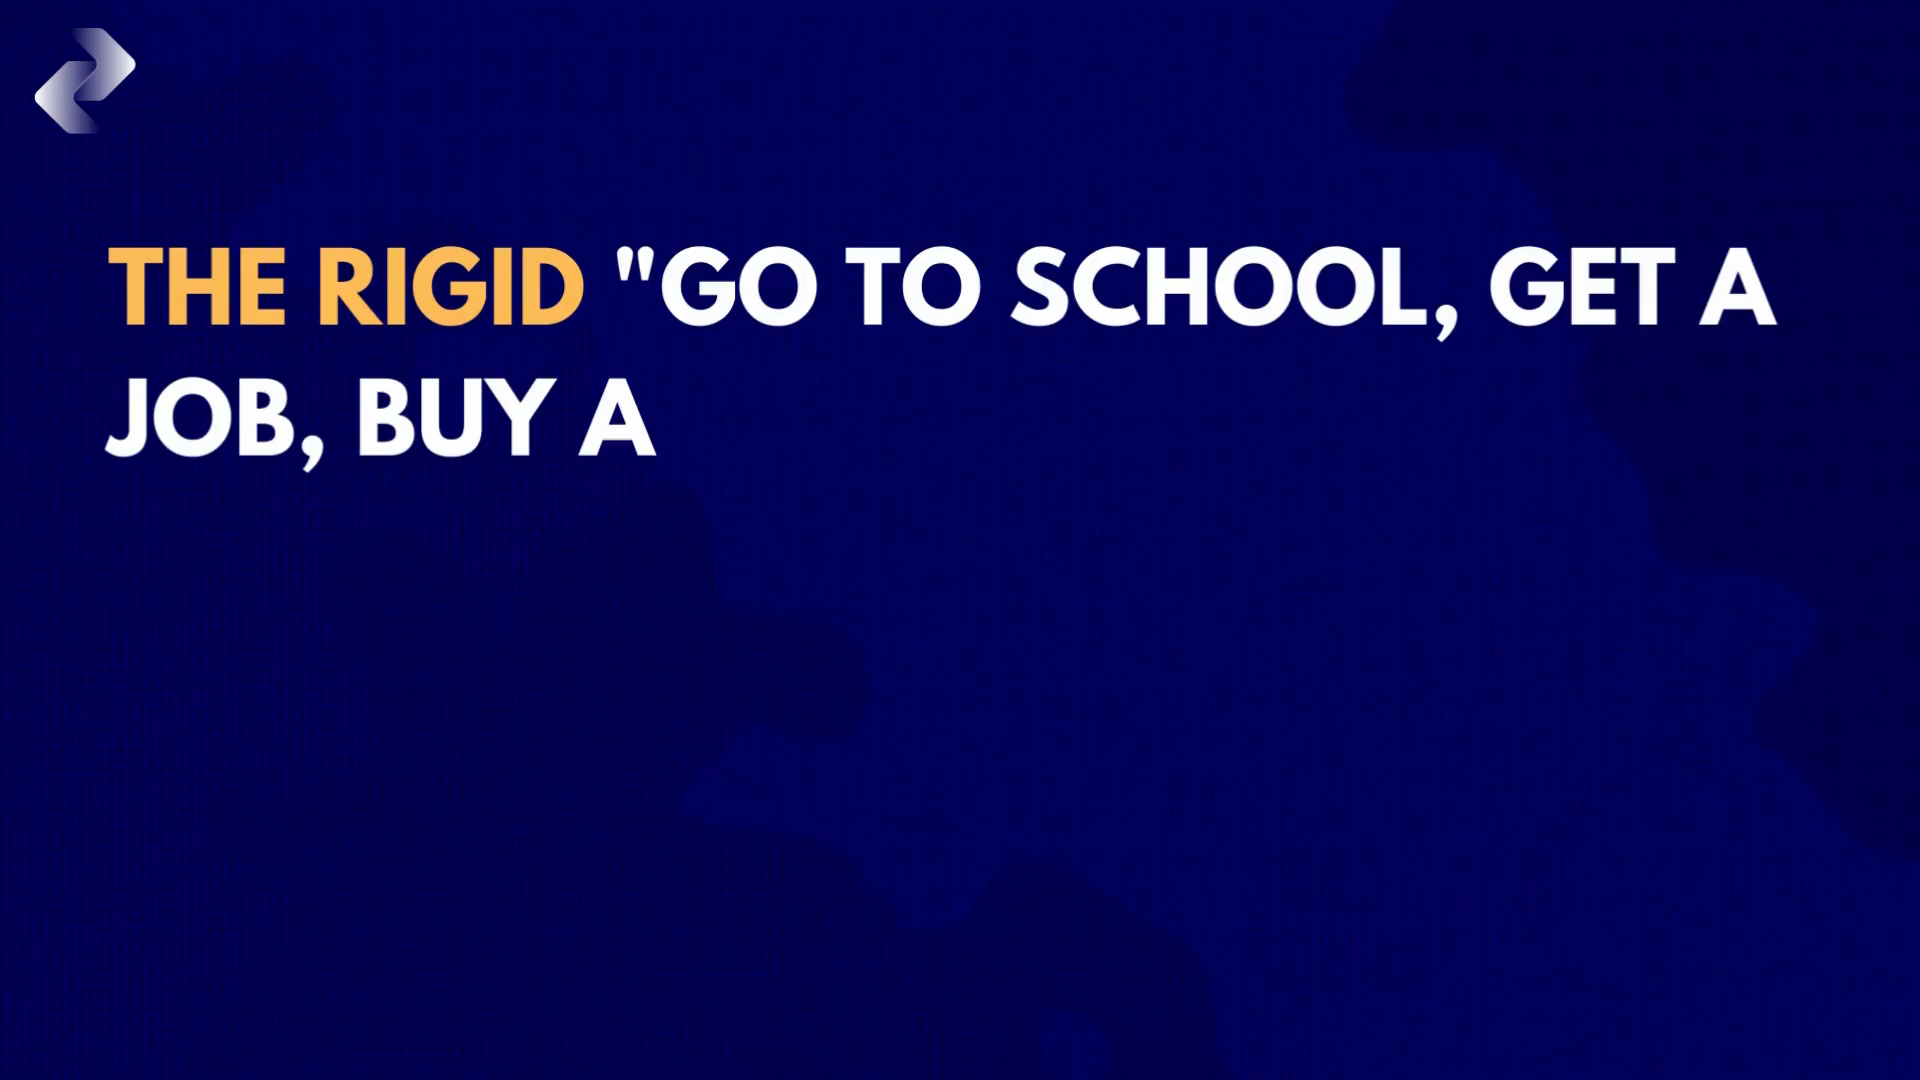 THE RIGID "GO TO SCHOOL, GET A
JOB, BUY A